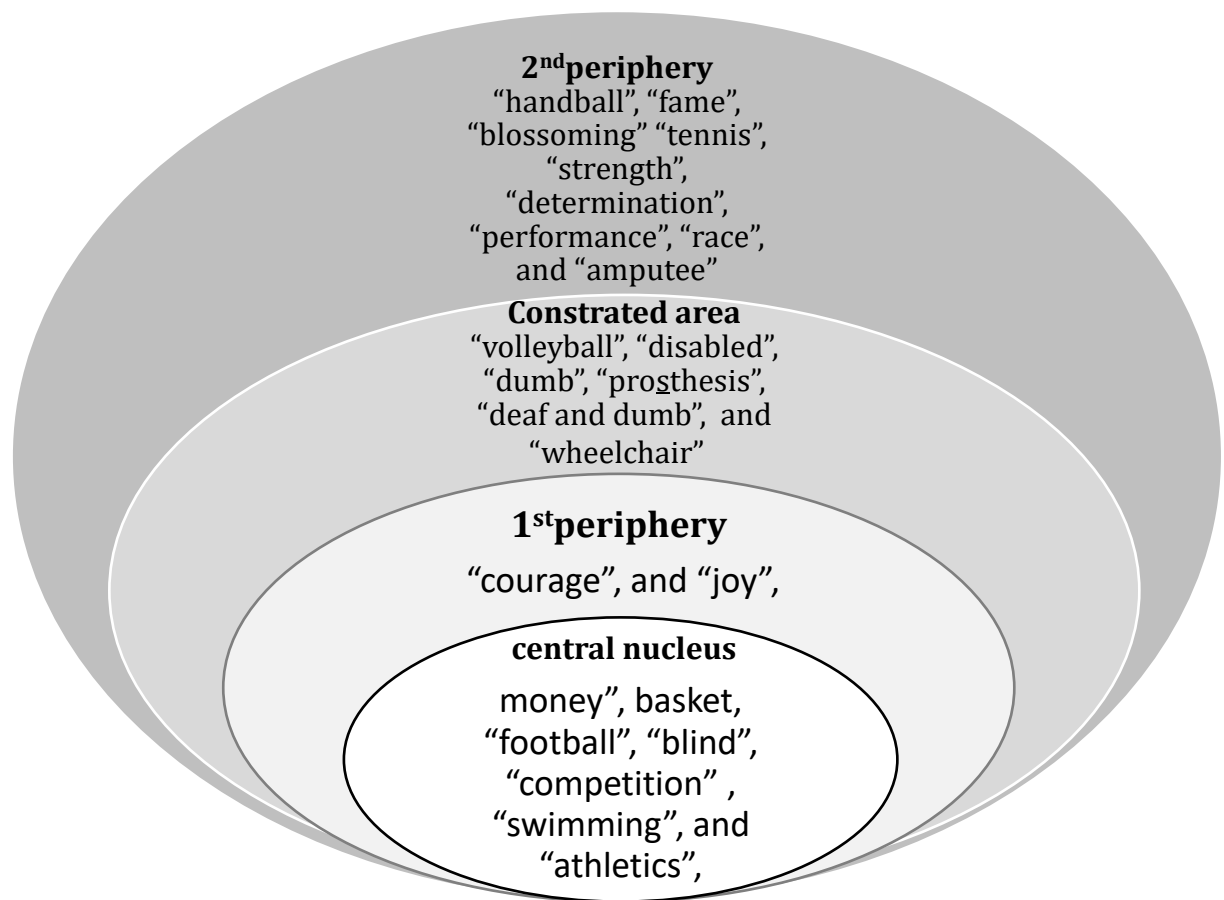 2ndperiphery
“handball”, “fame”,
“blossoming” “tennis”,
“strength”,
“determination”,
“performance”, “race”,
and “amputee”
Constrated area
“volleyball”, “disabled”,
“dumb”, “prosthesis”,
“deaf and dumb”, and
“wheelchair”
1stperiphery
“courage”, and “joy”,
central nucleus
money”, basket,
“football”, “blind”,
“competition” ,
“swimming”, and
“athletics”,